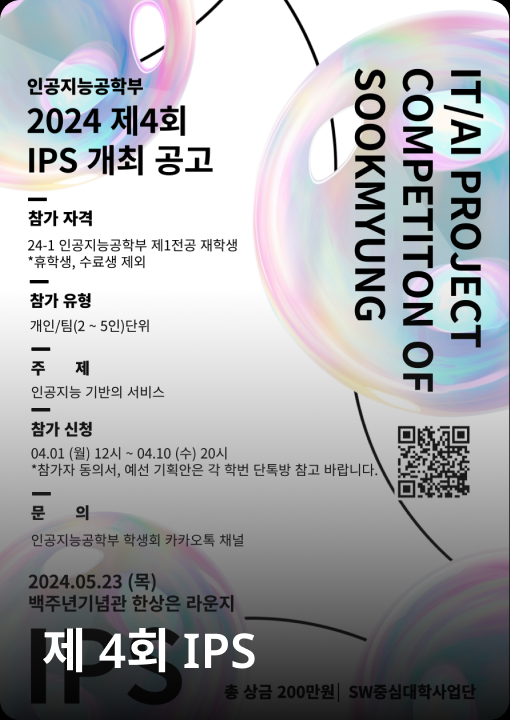 인공지능공학부
2024 제4회
IPS 개최 공고
참가 자격
24-1 인공지능공학부 제1전공 재학생
*휴학생, 수료생 제외
참가 유형
개인/팀(2 ~ 5인)단위
주 제
인공지능 기반의 서비스
참가 신청
04.01 (월) 12시 ~ 04.10 (수) 20시
*참가자 동의서, 예선 기획안은 각 학번 단톡방 참고 바랍니다.
문 의
인공지능공학부 학생회 카카오톡 채널
2024.05.23 (목)
백주년기념관 한상은 라운지
IPS
제 4회 IPS
총 상금 200만원| SW중심대학사업단
IT/AI PROJECT
COMPETITON OF
SOOKMYUNG